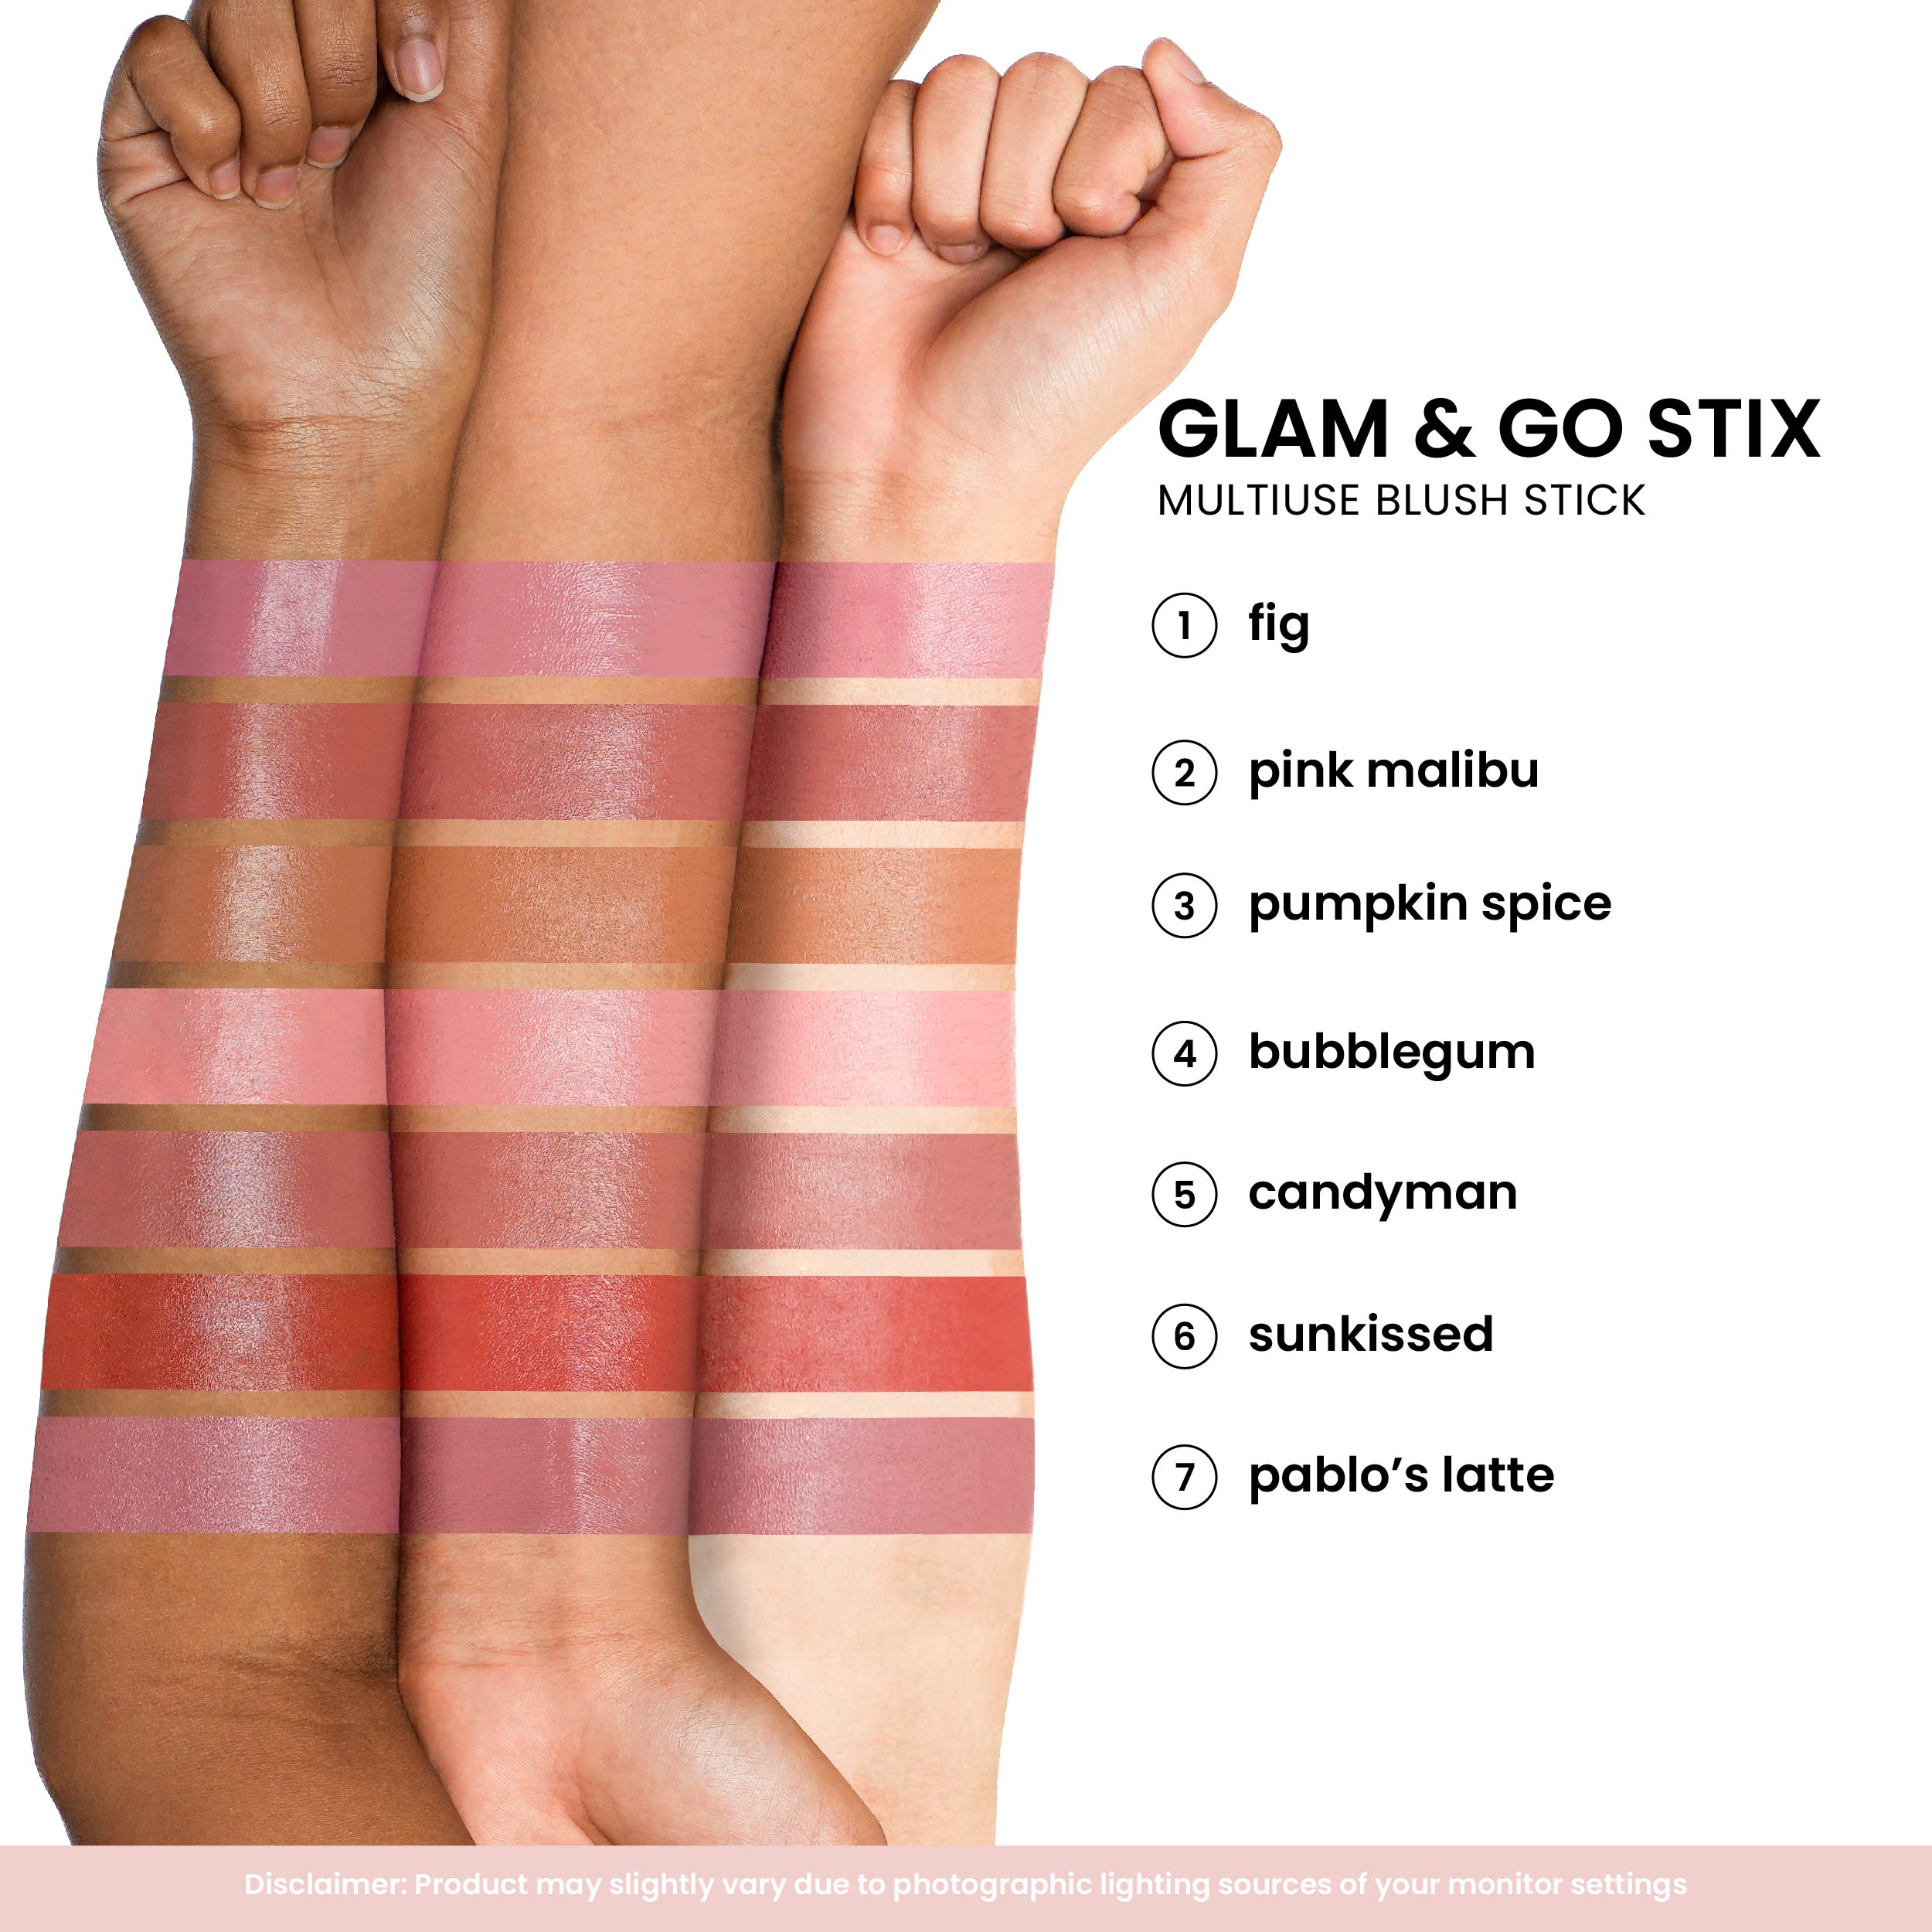 GLAM & GO STIX
MULTIUSE BLUSH STICK
1 fig
2 pink malibu
3 pumpkin spice
4 bubblegum
5 candyman
6 sunkissed
7 pablo’s latte
Disclaimer: Product may slightly vary due to photographic lighting sources of your monitor settings